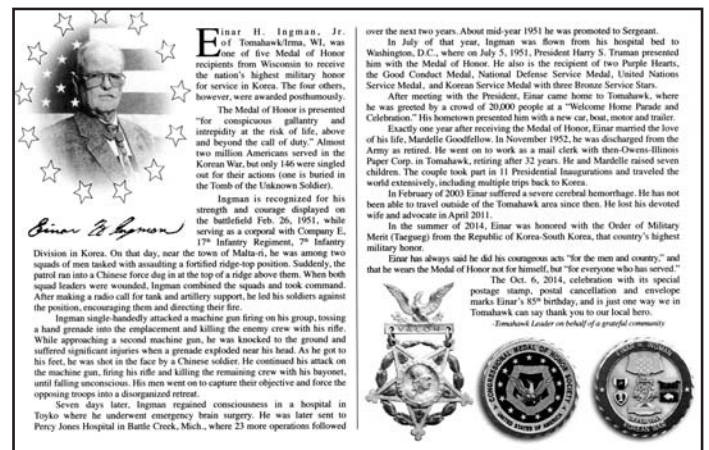 Einar H. Ingman, Jr.
of Tomahawk/Irma, WI, was
one of five Medal of Honor
recipients from Wisconsin to receive
the nation's highest military honor
for service in Korea. The four others,
however, were awarded posthumously.
The Medal of Honor is presented
"for conspicuous gallantry and
intrepidity at the risk of life, above
and beyond the call of duty." Almost
two million Americans served in the
Korean War, but only 146 were singled
out for their actions (one is buried in
the Tomb of the Unknown Soldier).
Ingman is recognized for his
strength and courage displayed on
the battlefield Feb. 26, 1951, while
serving as a corporal with Company E,
17th Infantry Regiment, 7th Infantry
Einar H Ingman
Division in Korea. On that day, near the town of Malta-ri, he was among two
squads of men tasked with assaulting a fortified ridge-top position. Suddenly, the
patrol ran into a Chinese force dug in at the top of a ridge above them. When both
squad leaders were wounded, Ingman combined the squads and took command.
After making a radio call for tank and artillery support, he led his soldiers against
the position, encouraging them and directing their fire.
Ingman single-handedly attacked a machine gun firing on his group, tossing
a hand grenade into the emplacement and killing the enemy crew with his rifle.
While approaching a second machine gun, he was knocked to the ground and
suffered significant injuries when a grenade exploded near his head. As he got to
his feet, he was shot in the face by a Chinese soldier. He continued his attack on
the machine gun, firing his rifle and killing the remaining crew with his bayonet,
until falling unconscious. His men went on to capture their objective and force the
opposing troops into a disorganized retreat.
Seven days later, Ingman regained consciousness in a hospital in
Toyko where he underwent emergency brain surgery. He was later sent to
Percy Jones Hospital in Battle Creek, Mich., where 23 more operations followed
over the next two years. About mid-year 1951 he was promoted to Sergeant.
In July of that year, Ingman was flown from his hospital bed to
Washington, D.C., where on July 5, 1951, President Harry S. Truman presented
him with the Medal of Honor. He also is the recipient of two Purple Hearts,
the Good Conduct Medal, National Defense Service Medal, United Nations
Service Medal, and Korean Service Medal with three Bronze Service Stars.
After meeting with the President, Einar came home to Tomahawk, where
he was greeted by a crowd of 20,000 people at a "Welcome Home Parade and
Celebration." His hometown presented him with a new car, boat, motor and trailer.
Exactly one year after receiving the Medal of Honor, Einar married the love
of his life, Mardelle Goodfellow. In November 1952, he was discharged from the
Army as retired. He went on to work as a mail clerk with then-Owens-Illinois
Paper Corp. in Tomahawk, retiring after 32 years. He and Mardelle raised seven
children. The couple took part in 11 Presidential Inaugurations and traveled the
world extensively, including multiple trips back to Korea.
In February of 2003 Einar suffered a severe cerebral hemorrhage. He has not
been able to travel outside of the Tomahawk area since then. He lost his devoted
wife and advocate in April 2011.
In the summer of 2014, Einar was honored with the Order of Military
Merit (Taegueg) from the Republic of Korea-South Korea, that country's highest
military honor.
Einar has always said he did his courageous acts "for the men and country," and
that he wears the Medal of Honor not for himself, but "for everyone who has served."
The Oct. 6, 2014, celebration with its special
postage stamp, postal cancellation and envelope
marks Einar's 85th birthday, and is just one way we in
Tomahawk can say thank you to our local hero.
-Tomahawk Leader on behalf of a grateful community
VALOR
CONGRESSIONAL MEDAL OF HONOR SOCIETY
UNITED STATES OF AMERICA